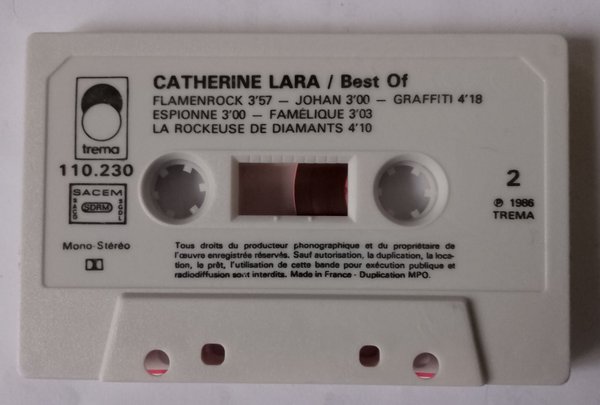 CATHERINE LARA / Best Of
FLAMENROCK 3'57 — JOHAN 3'00 — GRAFFITI 4'18
ESPIONNE 3'00 — FAMÉLIQUE 3'03
LA ROCKEUSE DE DIAMANTS 4'10
trema
110.230
SACEM
SACD SDRM SGDL
Mono-Stéréo
2
℗ 1986
TREMA
Tous droits du producteur phonographique et du propriétaire de
l'œuvre enregistrée réservés. Sauf autorisation, la duplication, la loca-
tion, le prêt, l'utilisation de cette bande pour exécution publique et
radiodiffusion sont interdits. Made in France - Duplication MPO.